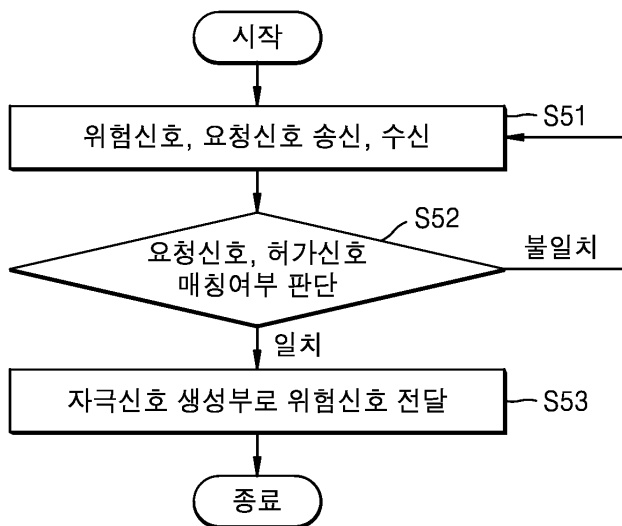 시작
위험신호, 요청신호 송신, 수신
S51
요청신호, 허가신호
매칭여부 판단
S52
불일치
일치
자극신호 생성부로 위험신호 전달
S53
종료